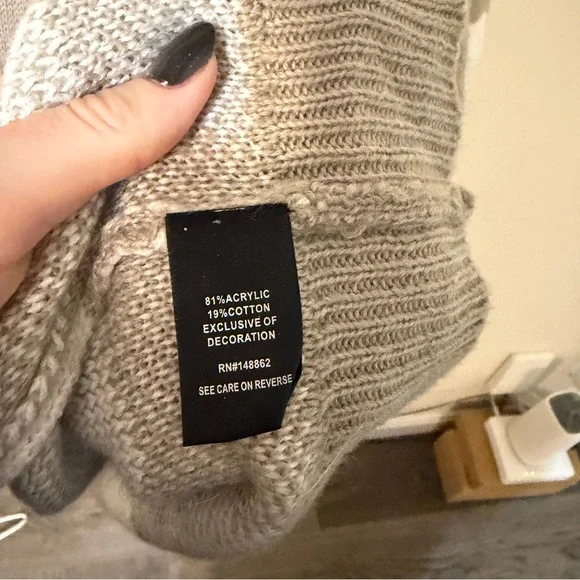 81%ACRYLIC
19%COTTON
EXCLUSIVE OF
DECORATION
RN#148862
SEE CARE ON REVERSE